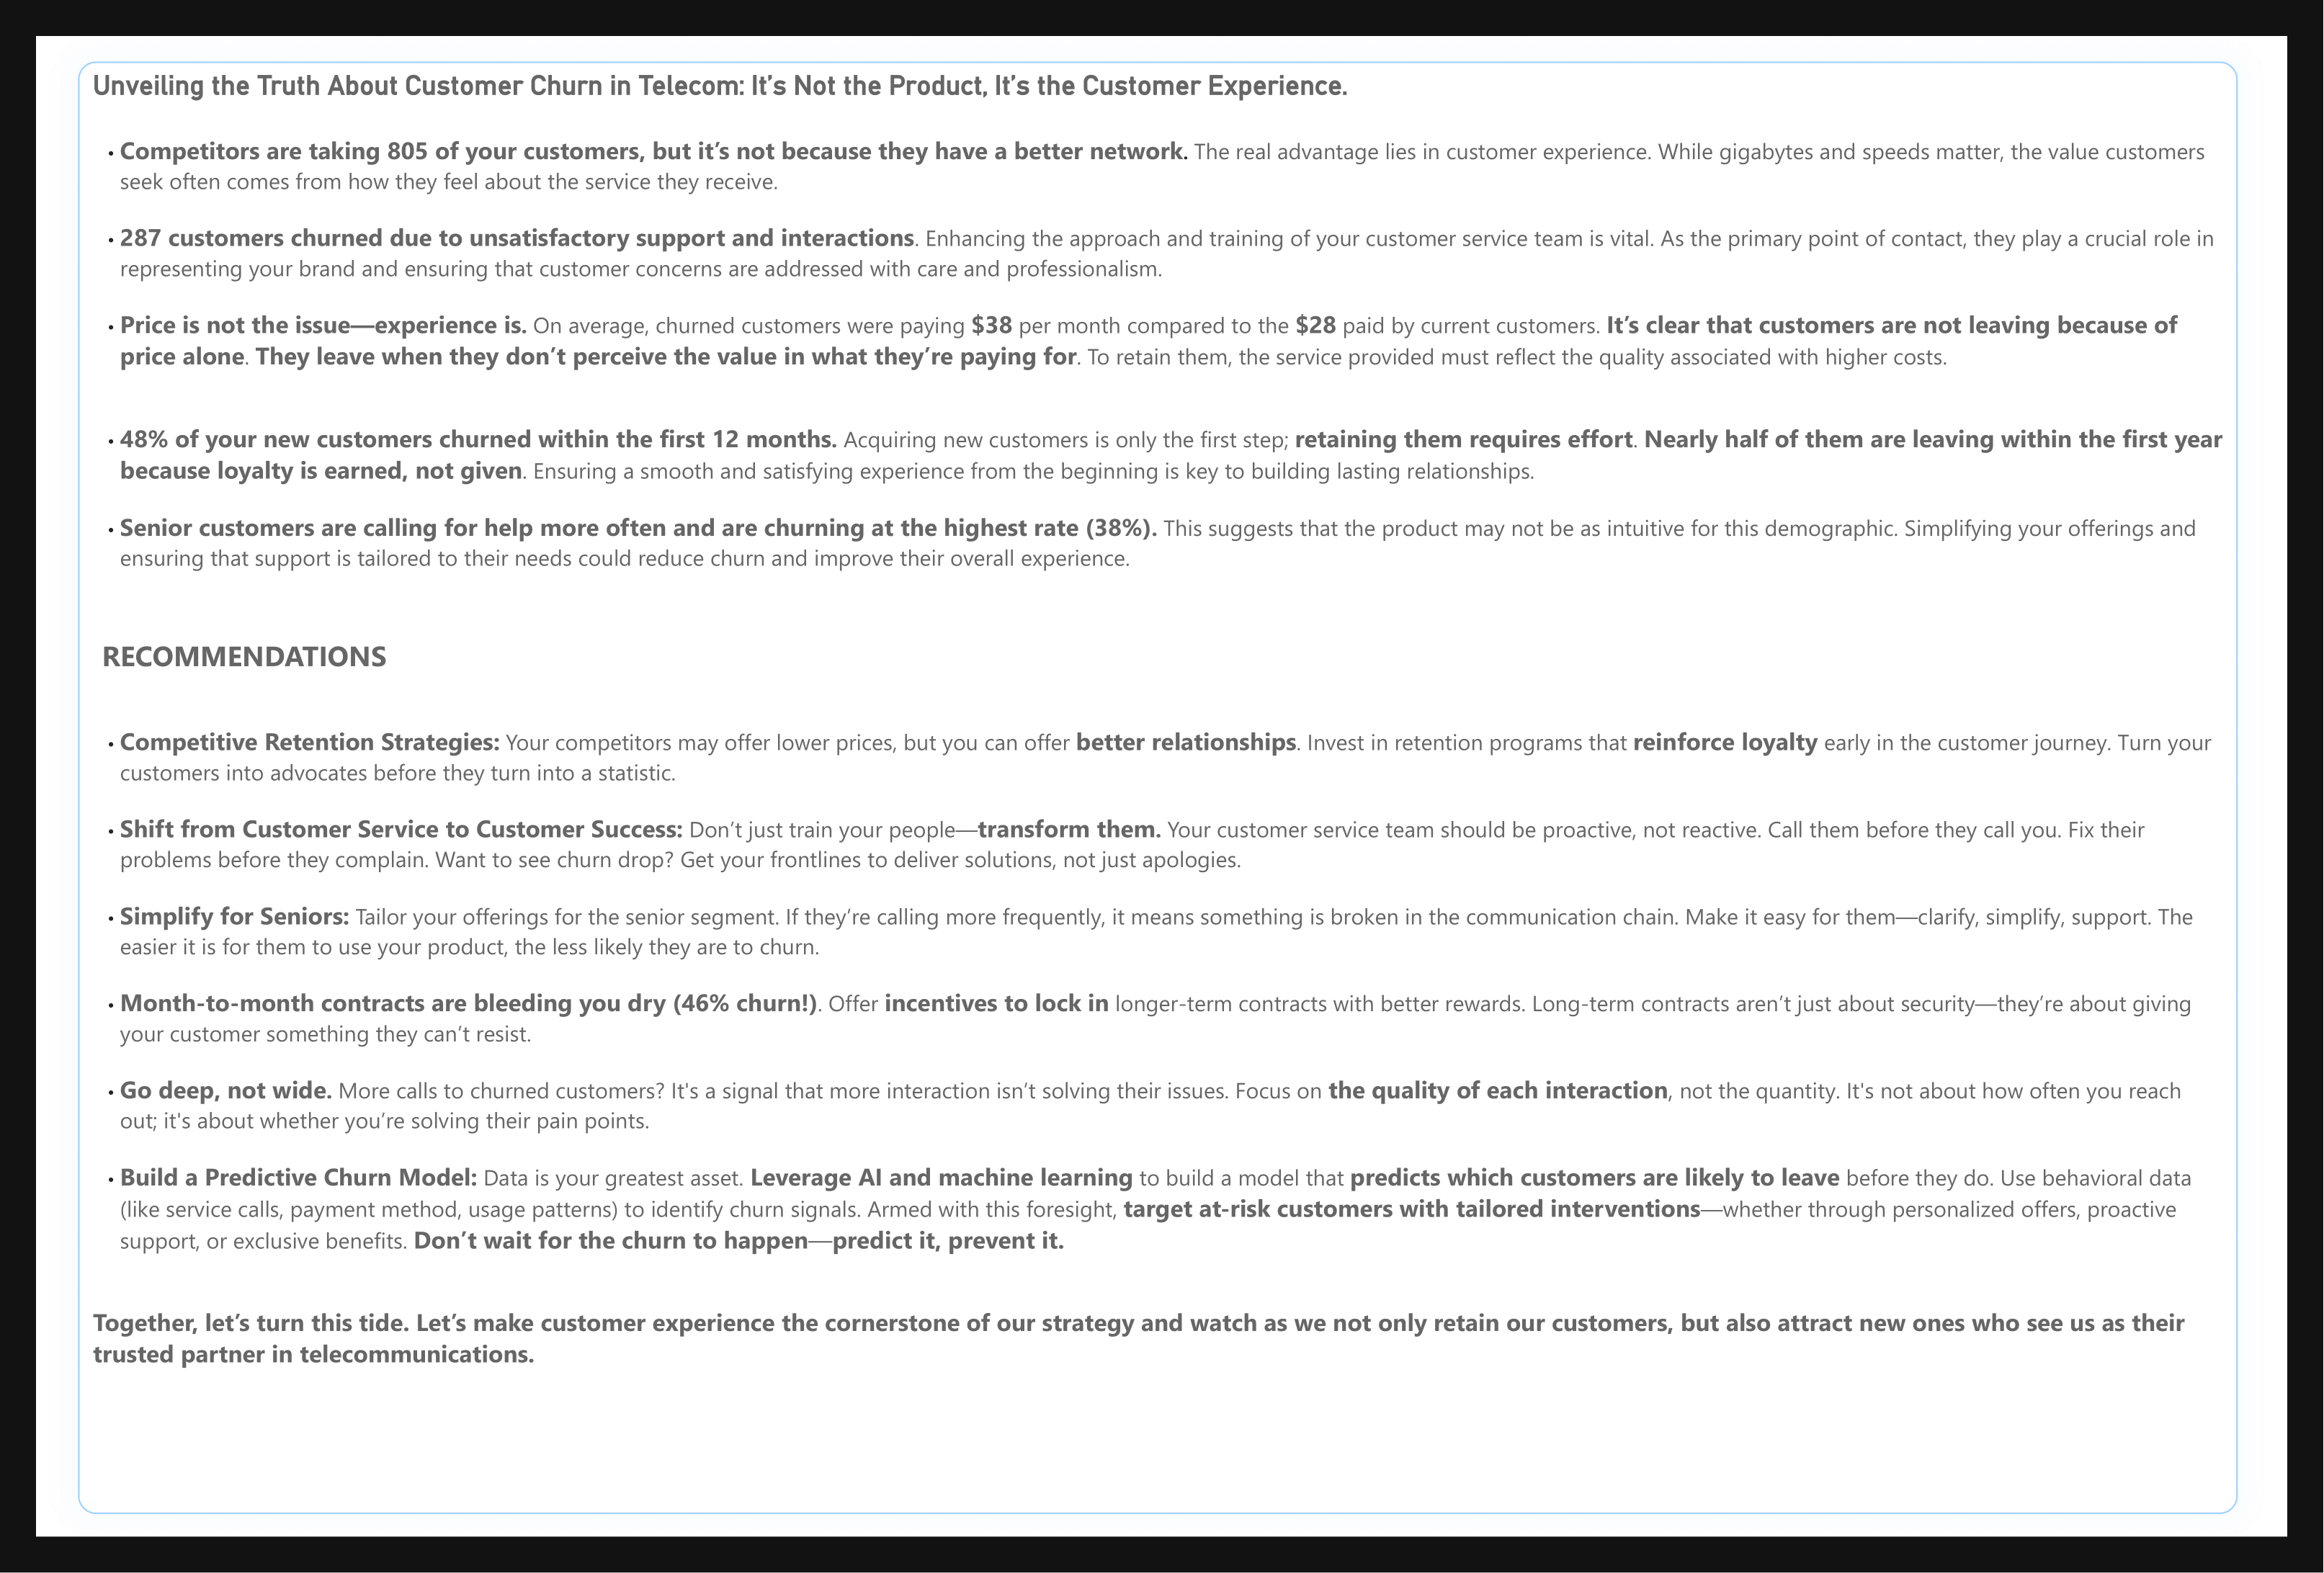 Unveiling the Truth About Customer Churn in Telecom: It’s Not the Product, It’s the Customer Experience.
• Competitors are taking 805 of your customers, but it’s not because they have a better network. The real advantage lies in customer experience. While gigabytes and speeds matter, the value customers
seek often comes from how they feel about the service they receive.
• 287 customers churned due to unsatisfactory support and interactions. Enhancing the approach and training of your customer service team is vital. As the primary point of contact, they play a crucial role in
representing your brand and ensuring that customer concerns are addressed with care and professionalism.
• Price is not the issue—experience is. On average, churned customers were paying $38 per month compared to the $28 paid by current customers. It’s clear that customers are not leaving because of
price alone. They leave when they don’t perceive the value in what they’re paying for. To retain them, the service provided must reflect the quality associated with higher costs.
• 48% of your new customers churned within the first 12 months. Acquiring new customers is only the first step; retaining them requires effort. Nearly half of them are leaving within the first year
because loyalty is earned, not given. Ensuring a smooth and satisfying experience from the beginning is key to building lasting relationships.
• Senior customers are calling for help more often and are churning at the highest rate (38%). This suggests that the product may not be as intuitive for this demographic. Simplifying your offerings and
ensuring that support is tailored to their needs could reduce churn and improve their overall experience.
RECOMMENDATIONS
• Competitive Retention Strategies: Your competitors may offer lower prices, but you can offer better relationships. Invest in retention programs that reinforce loyalty early in the customer journey. Turn your
customers into advocates before they turn into a statistic.
• Shift from Customer Service to Customer Success: Don’t just train your people—transform them. Your customer service team should be proactive, not reactive. Call them before they call you. Fix their
problems before they complain. Want to see churn drop? Get your frontlines to deliver solutions, not just apologies.
• Simplify for Seniors: Tailor your offerings for the senior segment. If they’re calling more frequently, it means something is broken in the communication chain. Make it easy for them—clarify, simplify, support. The
easier it is for them to use your product, the less likely they are to churn.
• Month-to-month contracts are bleeding you dry (46% churn!). Offer incentives to lock in longer-term contracts with better rewards. Long-term contracts aren’t just about security—they’re about giving
your customer something they can’t resist.
• Go deep, not wide. More calls to churned customers? It's a signal that more interaction isn’t solving their issues. Focus on the quality of each interaction, not the quantity. It's not about how often you reach
out; it's about whether you’re solving their pain points.
• Build a Predictive Churn Model: Data is your greatest asset. Leverage AI and machine learning to build a model that predicts which customers are likely to leave before they do. Use behavioral data
(like service calls, payment method, usage patterns) to identify churn signals. Armed with this foresight, target at-risk customers with tailored interventions—whether through personalized offers, proactive
support, or exclusive benefits. Don’t wait for the churn to happen—predict it, prevent it.
Together, let’s turn this tide. Let’s make customer experience the cornerstone of our strategy and watch as we not only retain our customers, but also attract new ones who see us as their
trusted partner in telecommunications.